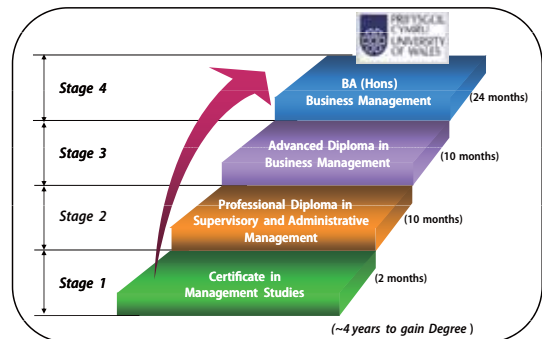 PRIFYSGOL
CYMRU
UNIVERSITY
OF WALES
Stage 4
BA (Hons)
Business Management
(24 months)
Stage 3
Advanced Diploma in
Business Management
(10 months)
Stage 2
Professional Diploma in
Supervisory and Administrative
Management
(10 months)
Stage 1
Certificate in
Management Studies
(2 months)
(~4 years to gain Degree )